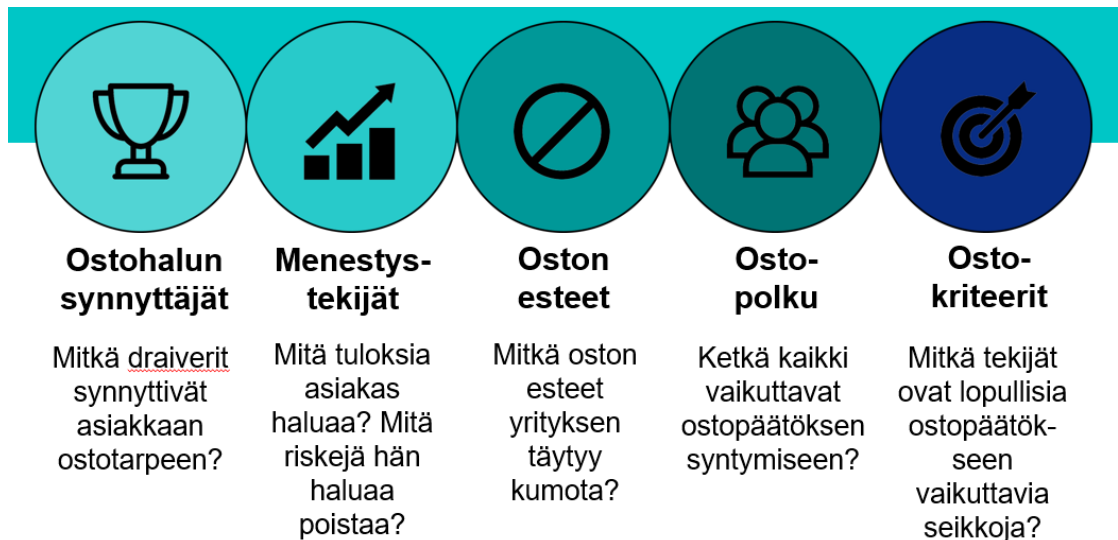 Ostohalun
synnyttäjät
Mitkä draiverit
synnyttivät
asiakkaan
ostotarpeen?
Menestys-
tekijät
Mitä tuloksia
asiakas
haluaa? Mitä
riskejä hän
haluaa
poistaa?
Oston
esteet
Mitkä oston
esteet
yrityksen
täytyy
kumota?
Osto-
polku
Ketkä kaikki
vaikuttavat
ostopäätöksen
syntymiseen?
Osto-
kriteerit
Mitkä tekijät
ovat lopullisia
ostopäätök-
seen
vaikuttavia
seikkoja?